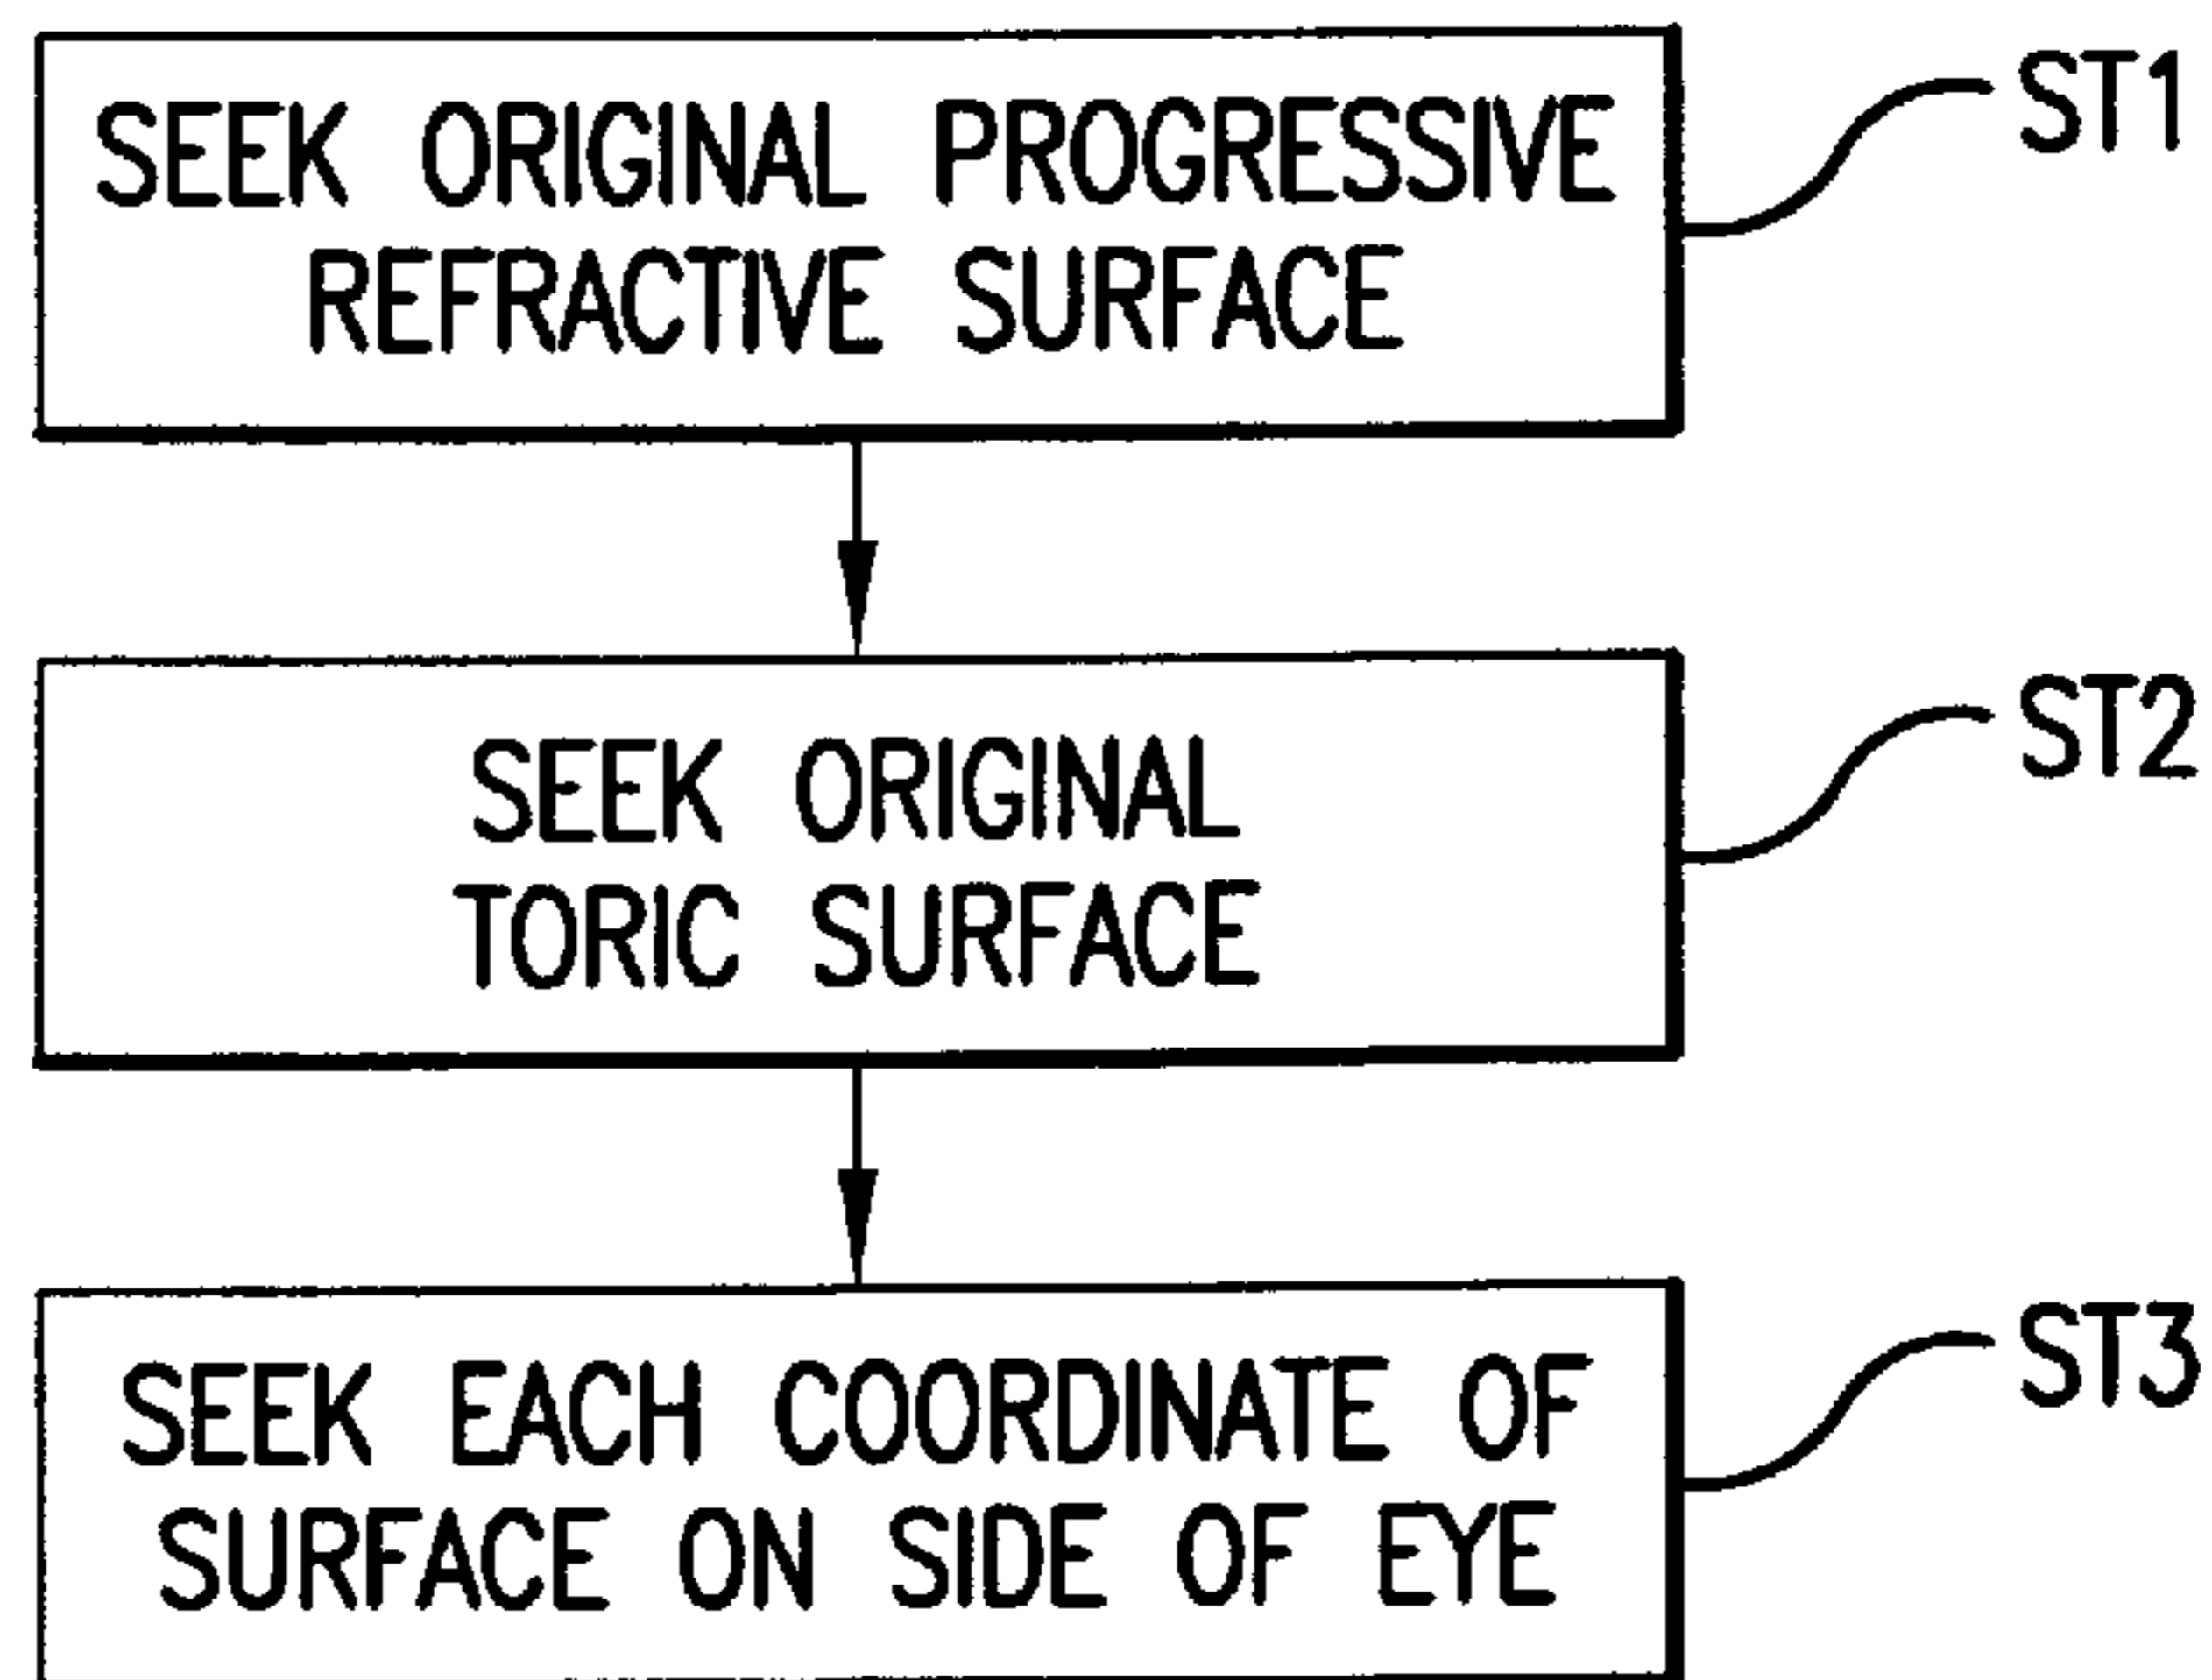 SEEK ORIGINAL PROGRESSIVE
REFRACTIVE SURFACE
ST1
SEEK ORIGINAL
TORIC SURFACE
ST2
SEEK EACH COORDINATE OF
SURFACE ON SIDE OF EYE
ST3